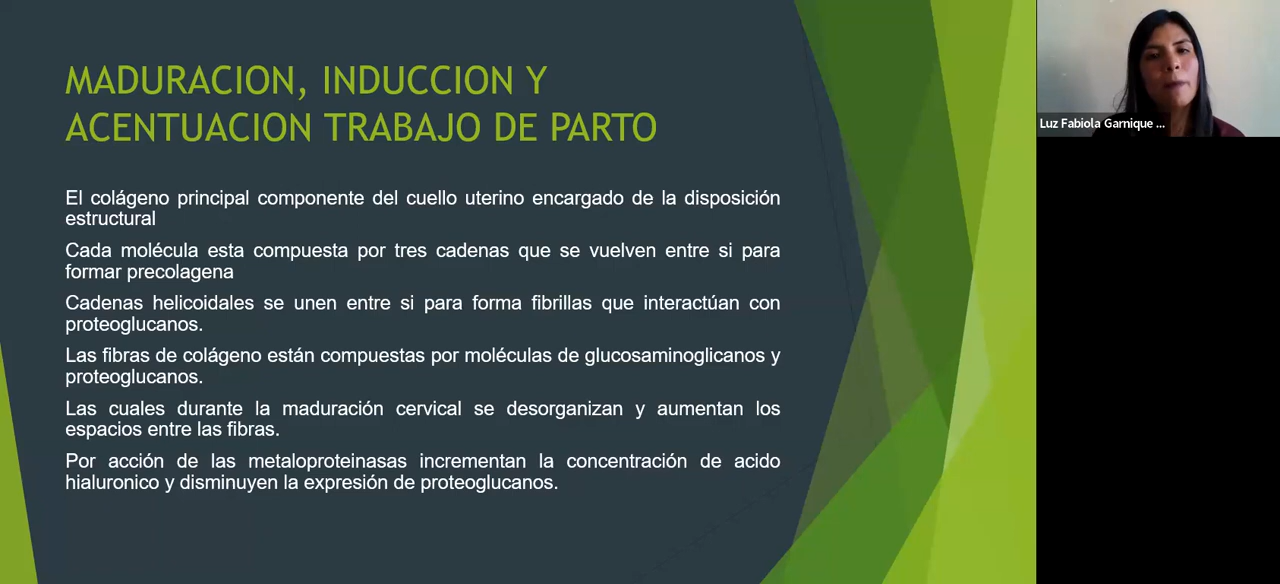 MADURACION, INDUCCION Y
ACENTUACION TRABAJO DE PARTO
El colágeno principal componente del cuello uterino encargado de la disposición
estructural
Cada molécula esta compuesta por tres cadenas que se vuelven entre si para
formar precolagena
Cadenas helicoidales se unen entre si para forma fibrillas que interactúan con
proteoglucanos.
Las fibras de colágeno están compuestas por moléculas de glucosaminoglicanos y
proteoglucanos.
Las cuales durante la maduración cervical se desorganizan y aumentan los
espacios entre las fibras.
Por acción de las metaloproteinasas incrementan la concentración de acido
hialuronico y disminuyen la expresión de proteoglucanos.
Luz Fabiola Garnique ...